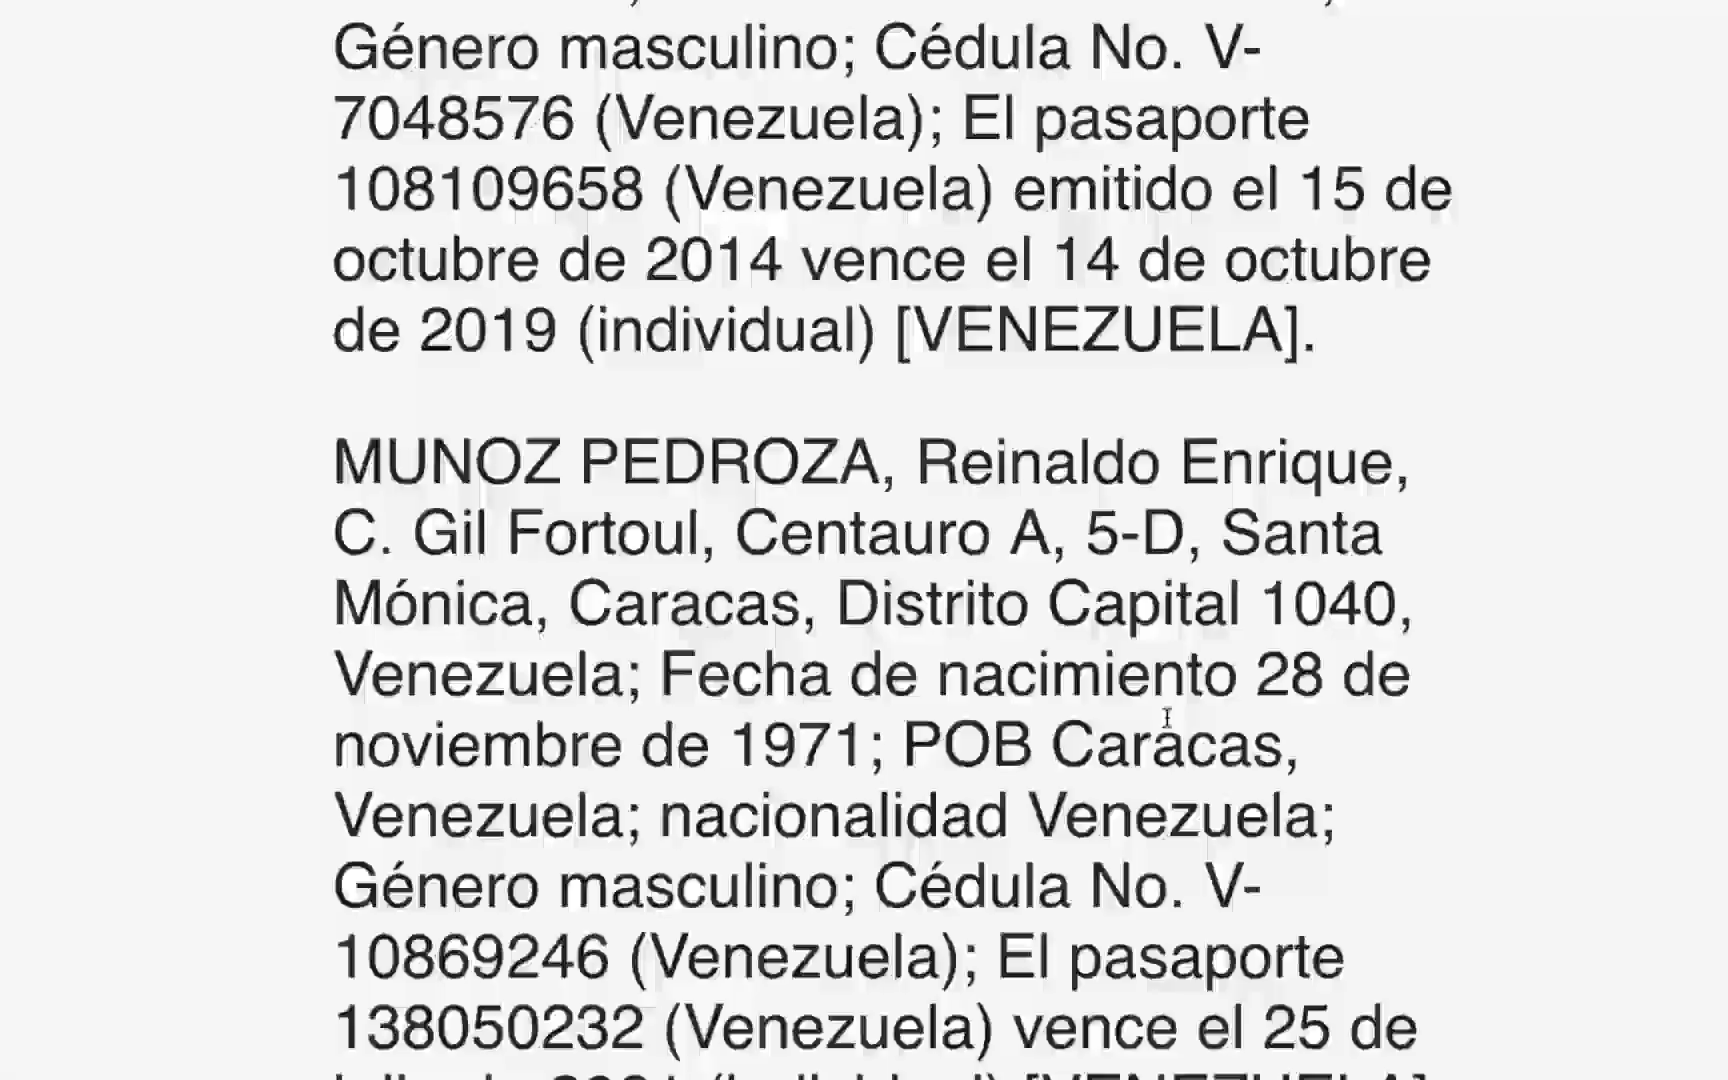 Género masculino; Cédula No. V-
7048576 (Venezuela); El pasaporte
108109658 (Venezuela) emitido el 15 de
octubre de 2014 vence el 14 de octubre
de 2019 (individual) [VENEZUELA].
MUNOZ PEDROZA, Reinaldo Enrique,
C. Gil Fortoul, Centauro A, 5-D, Santa
Mónica, Caracas, Distrito Capital 1040,
Venezuela; Fecha de nacimiento 28 de
noviembre de 1971; POB Caracas,
Venezuela; nacionalidad Venezuela;
Género masculino; Cédula No. V-
10869246 (Venezuela); El pasaporte
138050232 (Venezuela) vence el 25 de